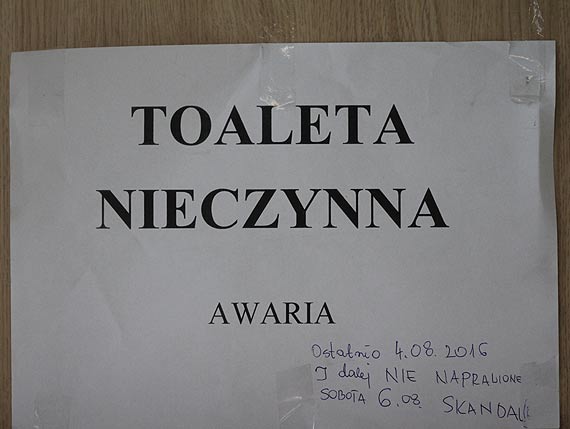 TOALETA
NIECZYNNA
AWARIA
Ostatnio 4.08.2016
I dalej NIE NAPRAWIONE
SOBOTA 6.08. SKANDAL!!